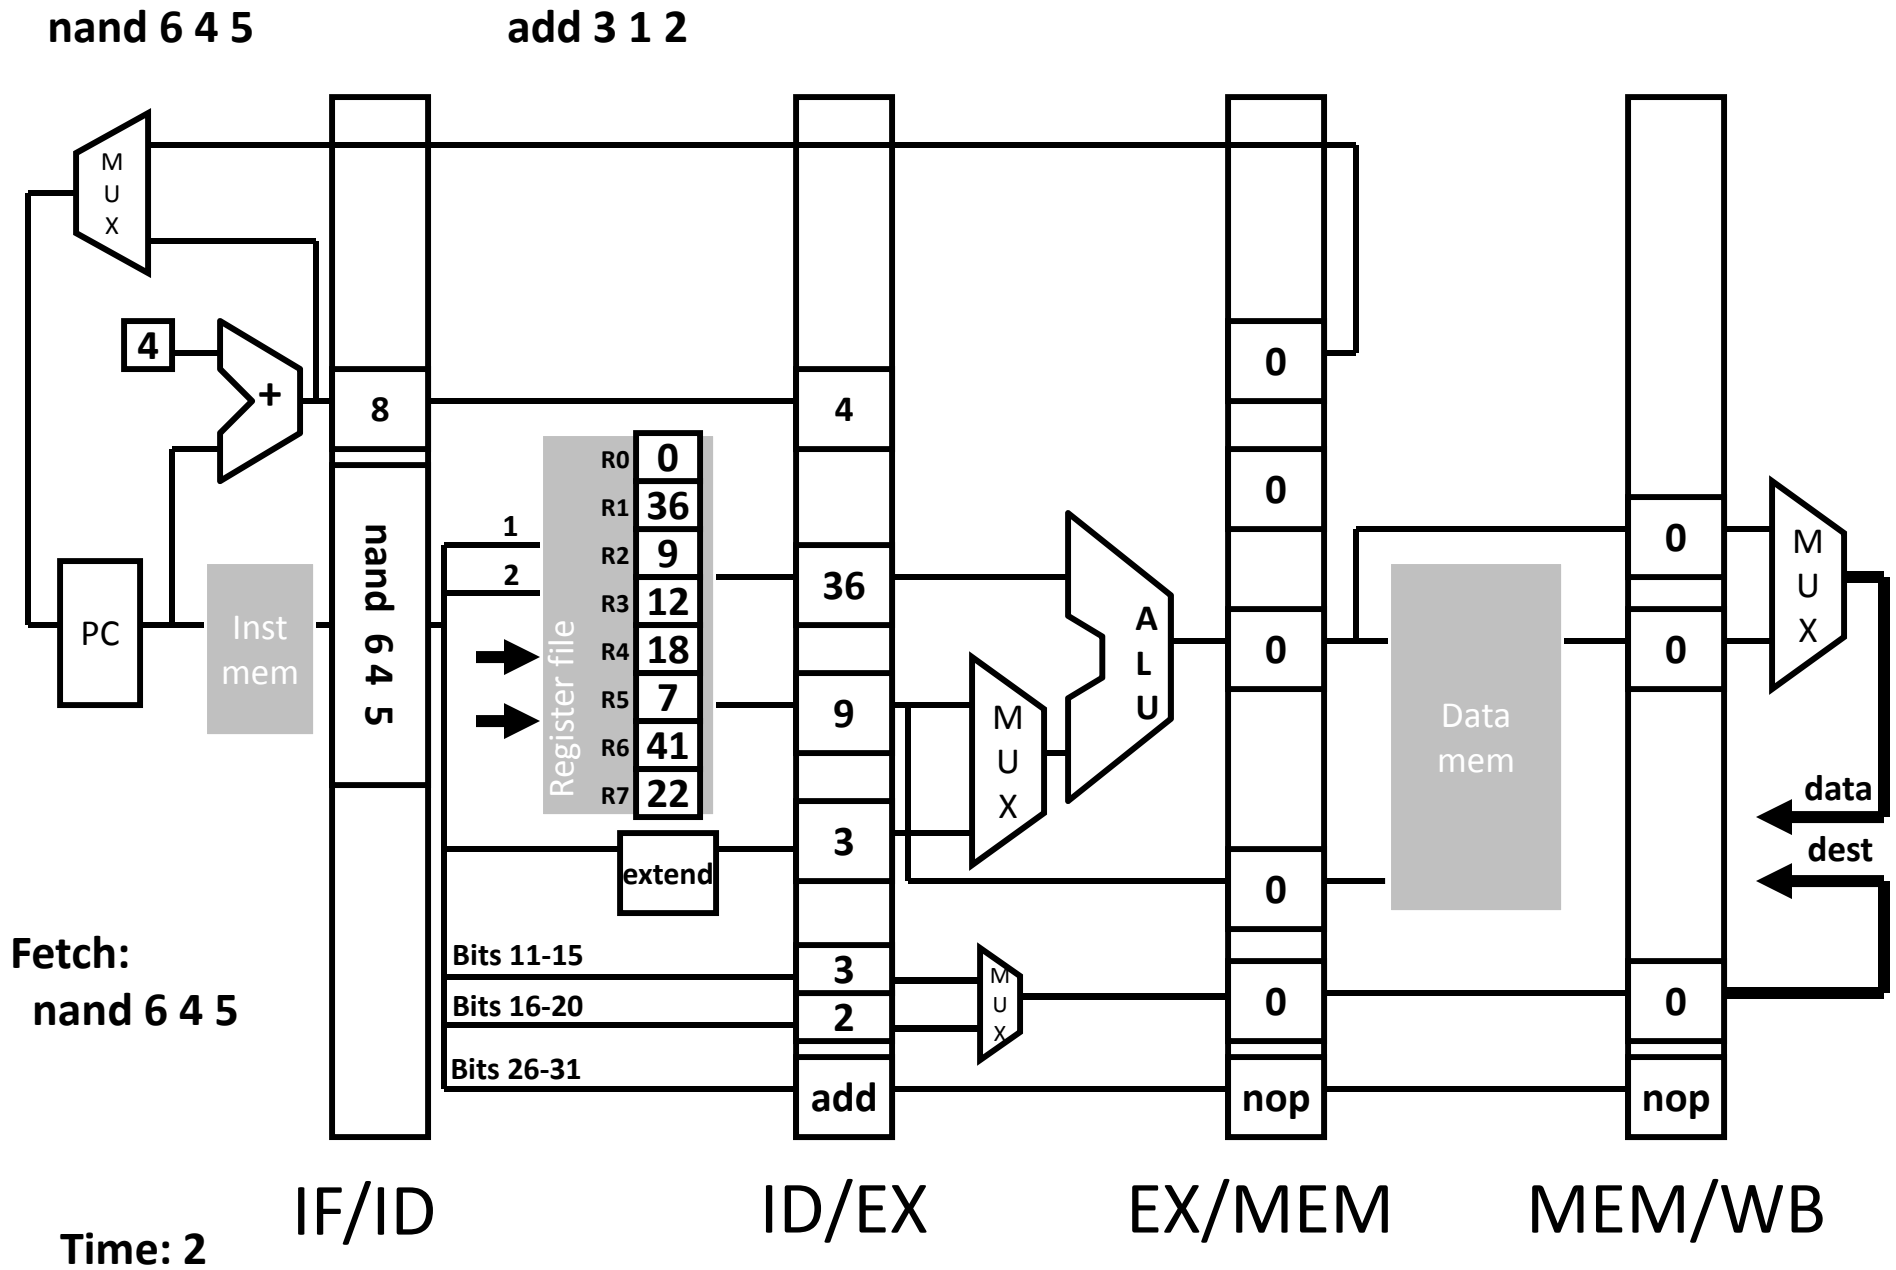 nand 6 4 5
add 3 1 2
M
U
X
4
+
8
4
0
0
R0 0
R1 36
R2 9
R3 12
R4 18
R5 7
R6 41
R7 22
Register file
1
2
PC
Inst
mem
nand 6 4 5
36
9
3
extend
M
U
X
A
L
U
0
0
Data
mem
0
0
M
U
X
data
dest
Fetch:
nand 6 4 5
Bits 11-15
3
Bits 16-20
2
M
U
X
0
0
Bits 26-31
add
nop
nop
IF/ID
ID/EX
EX/MEM
MEM/WB
Time: 2